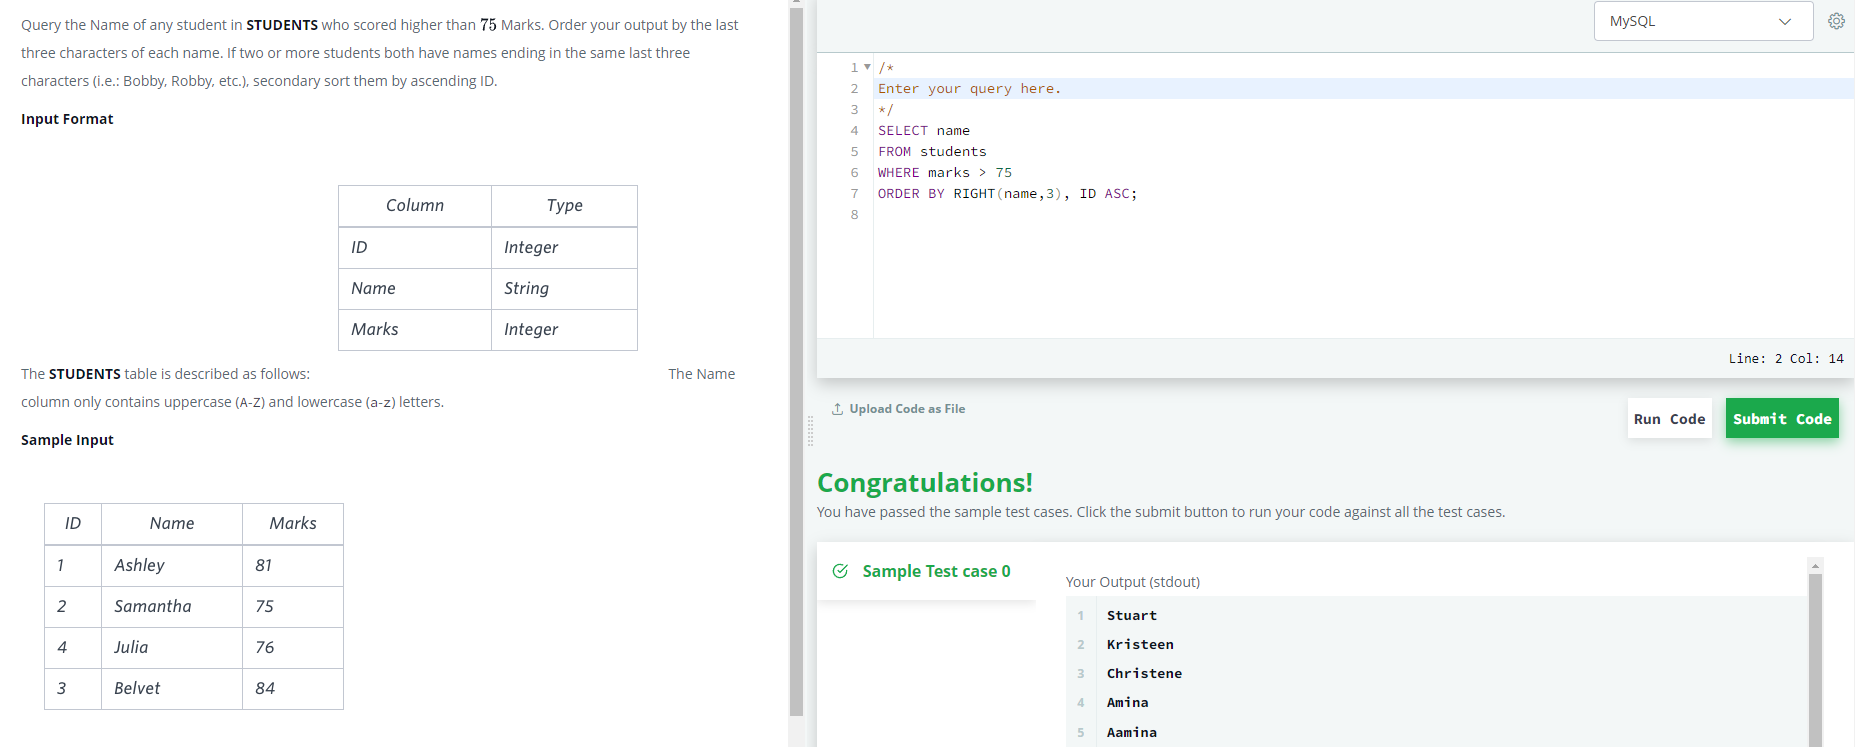 Query the Name of any student in STUDENTS who scored higher than 75 Marks. Order your output by the last
three characters of each name. If two or more students both have names ending in the same last three
characters (i.e.: Bobby, Robby, etc.), secondary sort them by ascending ID.
Input Format
Column Type
ID Integer
Name String
Marks Integer
The STUDENTS table is described as follows: The Name
column only contains uppercase (A-Z) and lowercase (a-z) letters.
Sample Input
ID Name Marks
1 Ashley 81
2 Samantha 75
4 Julia 76
3 Belvet 84
MySQL
1 /*
2 Enter your query here.
3 */
4 SELECT name
5 FROM students
6 WHERE marks > 75
7 ORDER BY RIGHT(name,3), ID ASC;
8
Line: 2 Col: 14
Upload Code as File
Run Code
Submit Code
Congratulations!
You have passed the sample test cases. Click the submit button to run your code against all the test cases.
Sample Test case 0
Your Output (stdout)
1 Stuart
2 Kristeen
3 Christene
4 Amina
5 Aamina